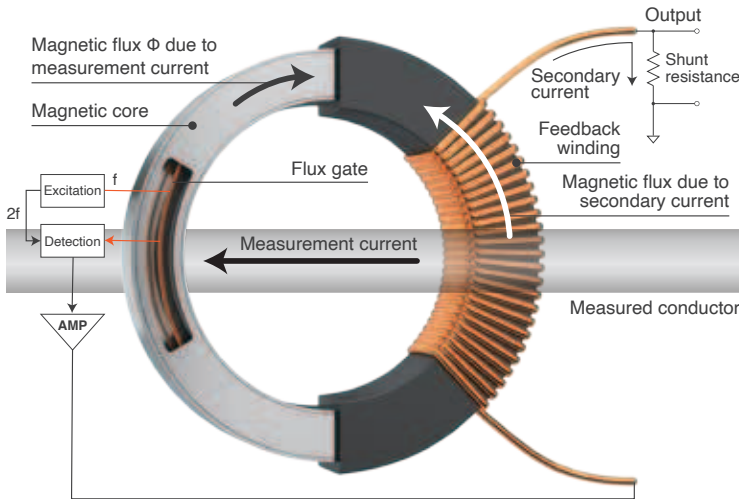 Output
Magnetic flux Φ due to
measurement current
Secondary
current
Shunt
resistance
Magnetic core
Feedback
winding
Flux gate
Magnetic flux due to
secondary current
f
Excitation
2f
Detection
Measurement current
Measured conductor
AMP